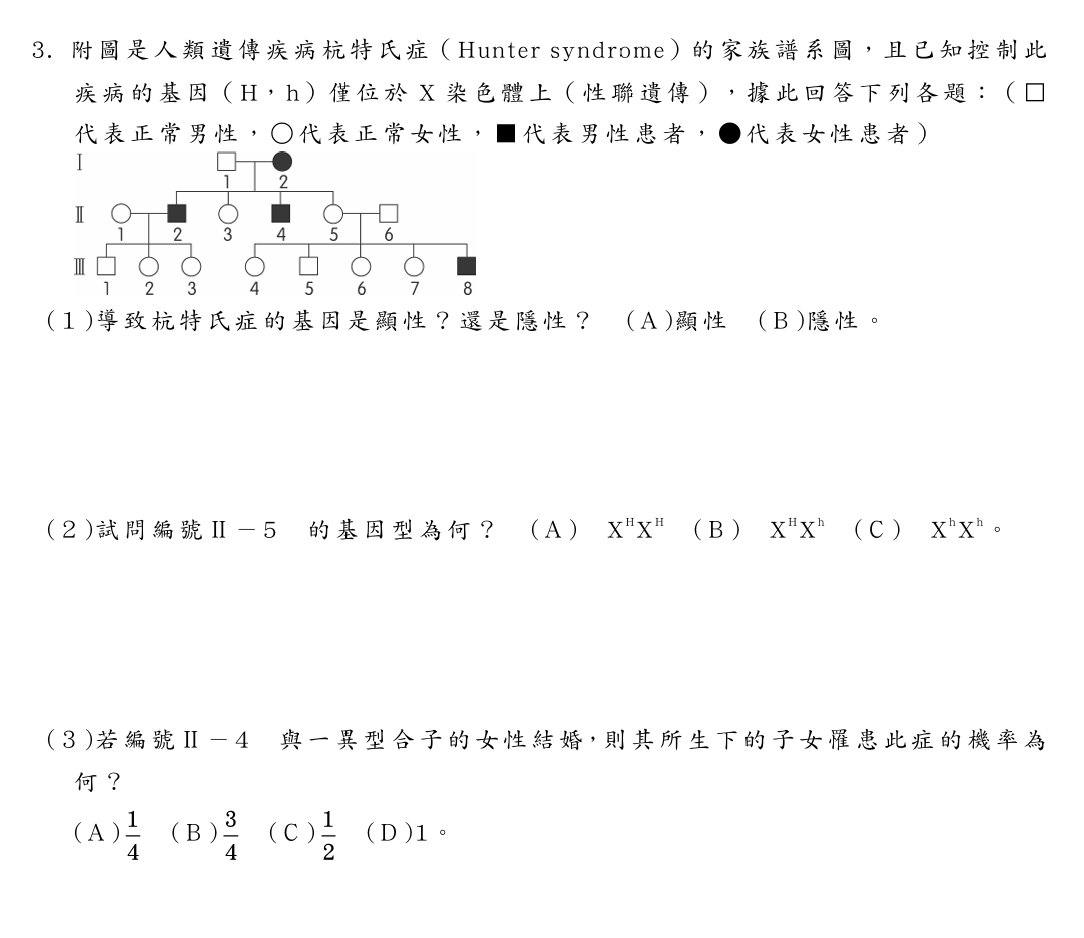 3. 附圖是人類遺傳疾病杭特氏症（Hunter syndrome）的家族譜系圖，且已知控制此
疾病的基因（H，h）僅位於 X 染色體上（性聯遺傳），據此回答下列各題：（□
代表正常男性，○代表正常女性，■代表男性患者，●代表女性患者）
Ⅰ
1 2
Ⅱ
1 2 3 4 5 6
Ⅲ
1 2 3 4 5 6 7 8
(1)導致杭特氏症的基因是顯性？還是隱性？ (A)顯性 (B)隱性。
(2)試問編號Ⅱ－5 的基因型為何？ (A) XᴴXᴴ (B) XᴴXʰ (C) XʰXʰ。
(3)若編號Ⅱ－4 與一異型合子的女性結婚，則其所生下的子女罹患此症的機率為
何？
(A)1/4 (B)3/4 (C)1/2 (D)1。